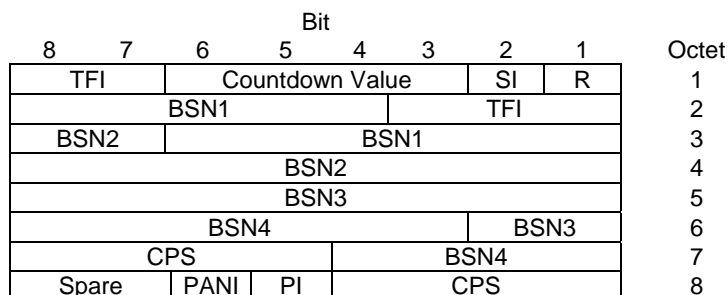 Bit
8 7 6 5 4 3 2 1 Octet
TFI Countdown Value SI R 1
BSN1 TFI 2
BSN2 BSN1 3
BSN2 4
BSN3 5
BSN4 BSN3 6
CPS BSN4 7
Spare PANI PI CPS 8